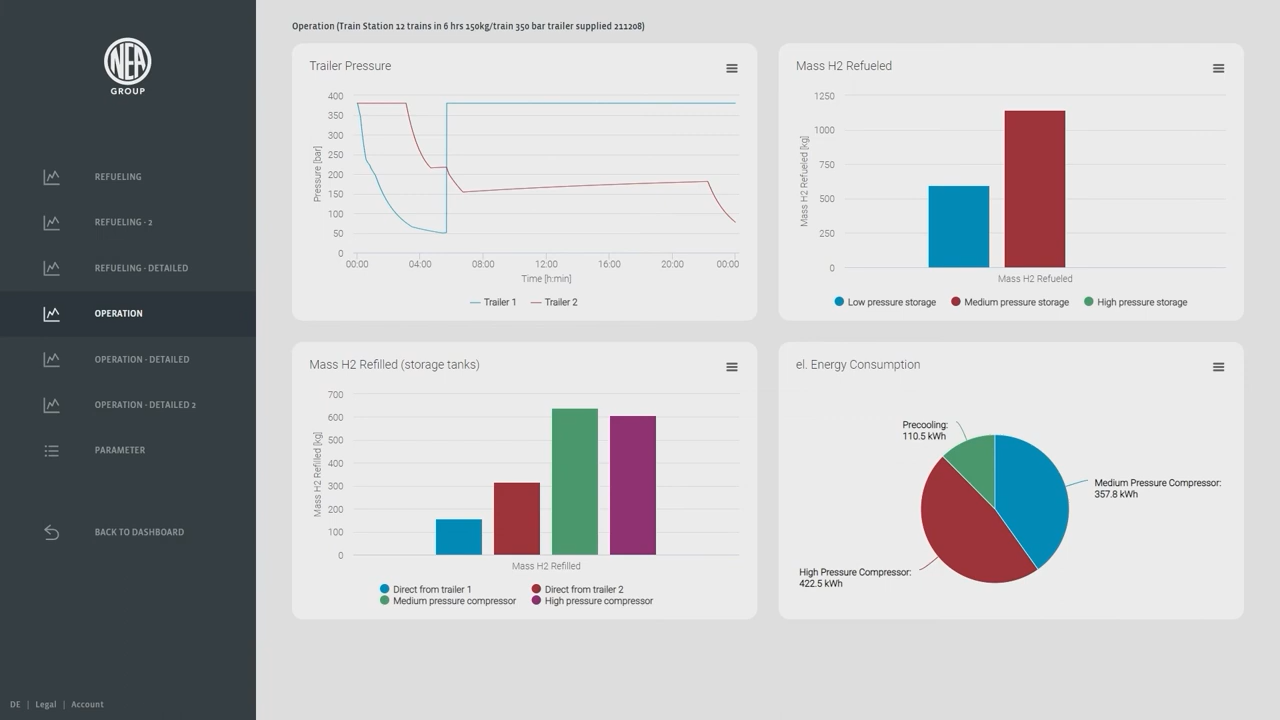 NEA
GROUP
REFUELING
REFUELING - 2
REFUELING - DETAILED
OPERATION
OPERATION - DETAILED
OPERATION - DETAILED 2
PARAMETER
BACK TO DASHBOARD
DE | Legal | Account
Operation (Train Station 12 trains in 6 hrs 150kg/train 350 bar trailer supplied 211208)
Trailer Pressure
Pressure [bar]
400
350
300
250
200
150
100
50
0
00:00 04:00 08:00 12:00 16:00 20:00 00:00
Time [h:min]
Trailer 1 Trailer 2
Mass H2 Refueled
Mass H2 Refueled [kg]
1250
1000
750
500
250
0
Mass H2 Refueled
Low pressure storage Medium pressure storage High pressure storage
Mass H2 Refilled (storage tanks)
Mass H2 Refilled [kg]
700
600
500
400
300
200
100
0
Mass H2 Refilled
Direct from trailer 1 Direct from trailer 2
Medium pressure compressor High pressure compressor
el. Energy Consumption
Precooling:
110.5 kWh
Medium Pressure Compressor:
357.8 kWh
High Pressure Compressor:
422.5 kWh